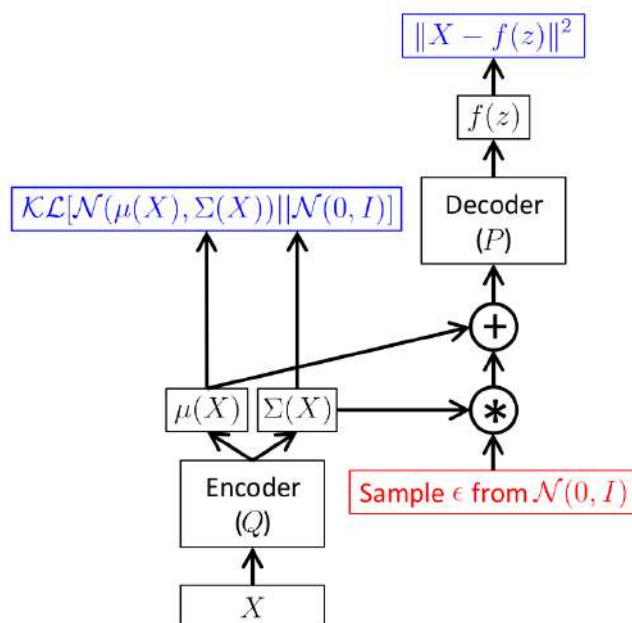 ‖X − f(z)‖²
f(z)
𝒦ℒ[𝒩(μ(X), Σ(X))||𝒩(0, I)]
Decoder
(P)
+
μ(X)
Σ(X)
*
Encoder
(Q)
Sample ϵ from 𝒩(0, I)
X